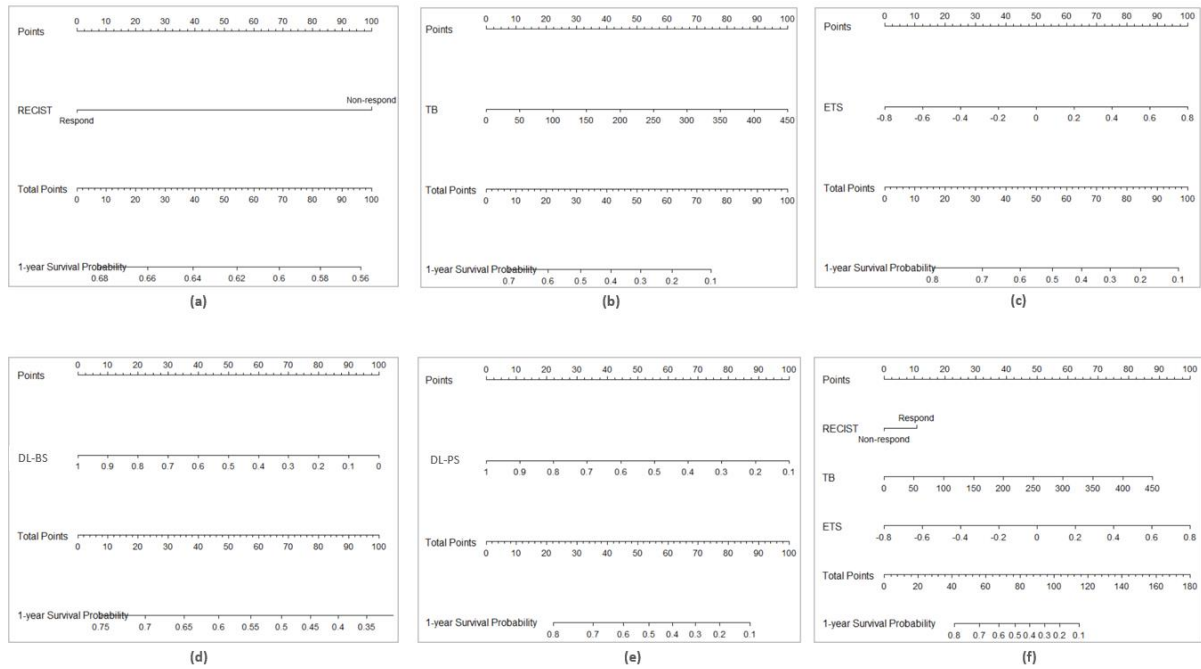 0 10 20 30 40 50 60 70 80 90 100
Points
RECIST
Non-respond
Respond
Total Points
0 10 20 30 40 50 60 70 80 90 100
1-year Survival Probability
0.68 0.66 0.64 0.62 0.6 0.58 0.56
(a)
0 10 20 30 40 50 60 70 80 90 100
Points
TB
0 50 100 150 200 250 300 350 400 450
Total Points
0 10 20 30 40 50 60 70 80 90 100
1-year Survival Probability
0.7 0.6 0.5 0.4 0.3 0.2 0.1
(b)
0 10 20 30 40 50 60 70 80 90 100
Points
ETS
-0.8 -0.6 -0.4 -0.2 0 0.2 0.4 0.6 0.8
Total Points
0 10 20 30 40 50 60 70 80 90 100
1-year Survival Probability
0.8 0.7 0.6 0.5 0.4 0.3 0.2 0.1
(c)
0 10 20 30 40 50 60 70 80 90 100
Points
DL-BS
1 0.9 0.8 0.7 0.6 0.5 0.4 0.3 0.2 0.1 0
Total Points
0 10 20 30 40 50 60 70 80 90 100
1-year Survival Probability
0.75 0.7 0.65 0.6 0.55 0.5 0.45 0.4 0.35
(d)
0 10 20 30 40 50 60 70 80 90 100
Points
DL-PS
1 0.9 0.8 0.7 0.6 0.5 0.4 0.3 0.2 0.1
Total Points
0 10 20 30 40 50 60 70 80 90 100
1-year Survival Probability
0.8 0.7 0.6 0.5 0.4 0.3 0.2 0.1
(e)
0 10 20 30 40 50 60 70 80 90 100
Points
Respond
RECIST
Non-respond
TB
0 50 100 150 200 250 300 350 400 450
ETS
-0.8 -0.6 -0.4 -0.2 0 0.2 0.4 0.6 0.8
Total Points
0 20 40 60 80 100 120 140 160 180
1-year Survival Probability
0.8 0.7 0.6 0.5 0.4 0.3 0.2 0.1
(f)